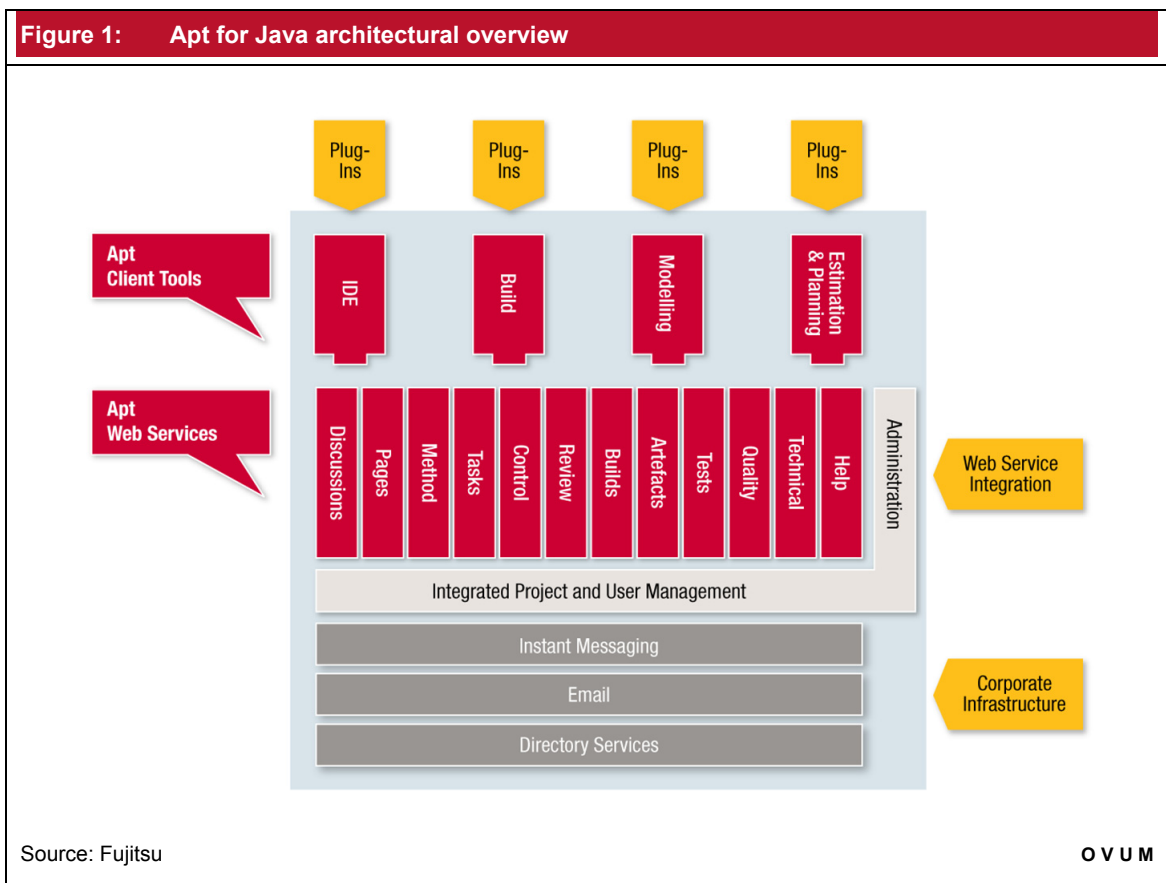 Figure 1: Apt for Java architectural overview
Plug-
Ins
Plug-
Ins
Plug-
Ins
Plug-
Ins
Apt
Client Tools
IDE
Build
Modelling
Estimation
& Planning
Apt
Web Services
Discussions
Pages
Method
Tasks
Control
Review
Builds
Artefacts
Tests
Quality
Technical
Help
Administration
Web Service
Integration
Integrated Project and User Management
Instant Messaging
Email
Directory Services
Corporate
Infrastructure
Source: Fujitsu
OVUM